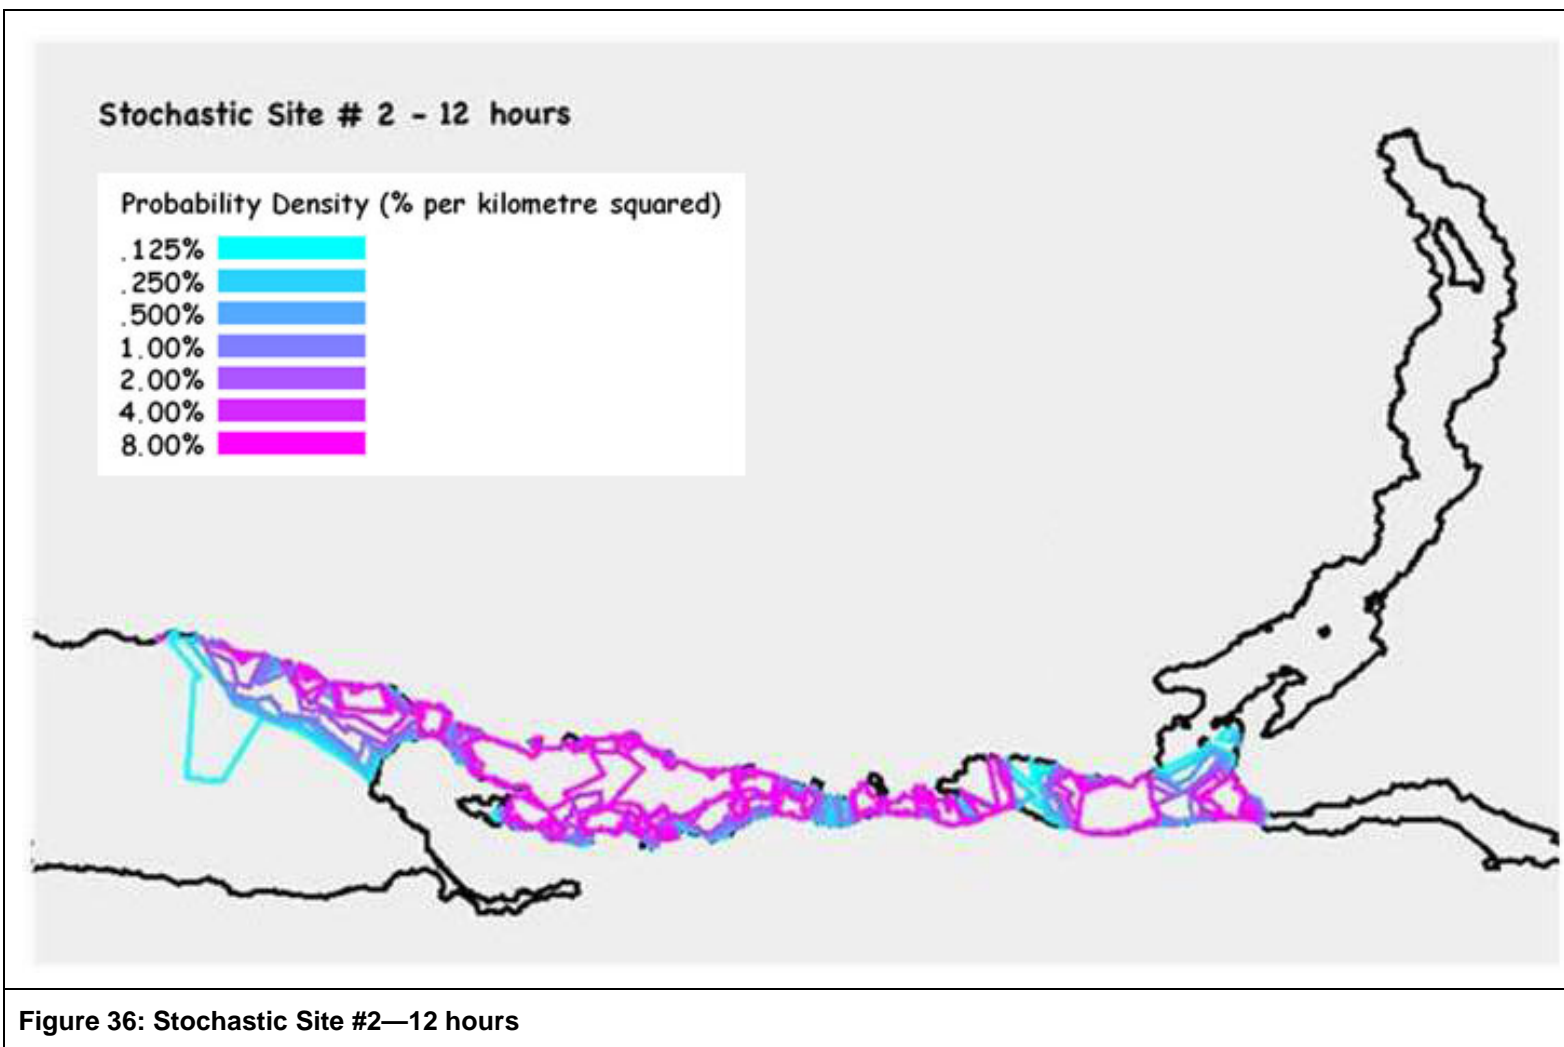 Stochastic Site # 2 - 12 hours
Probability Density (% per kilometre squared)
.125%
.250%
.500%
1.00%
2.00%
4.00%
8.00%
Figure 36: Stochastic Site #2—12 hours